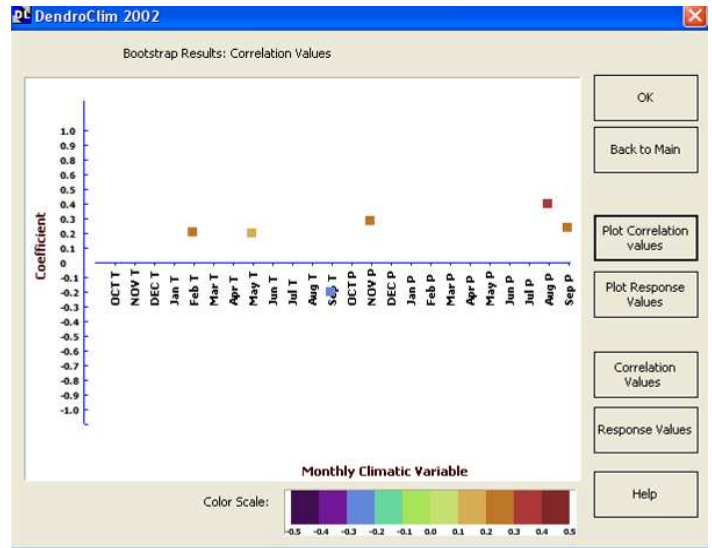 DendroClim 2002
Bootstrap Results: Correlation Values
1.0
0.9
0.8
0.6
0.5
0.4
0.3
0.2
0.1
0
-0.1
-0.2
-0.3
-0.4
-0.5
-0.6
-0.7
-0.8
-0.9
-1.0
Coefficient
OCT T
NOV T
DEC T
Jan T
Feb T
Mar T
Apr T
May T
Jun T
Jul T
Aug T
Sep T
OCT P
NOV P
DEC P
Jan P
Feb P
Mar P
Apr P
May P
Jun P
Jul P
Aug P
Sep P
Monthly Climatic Variable
Color Scale:
-0.5 -0.4 -0.3 -0.2 -0.1 0.0 0.1 0.2 0.3 0.4 0.5
OK
Back to Main
Plot Correlation
values
Plot Response
Values
Correlation
Values
Response Values
Help